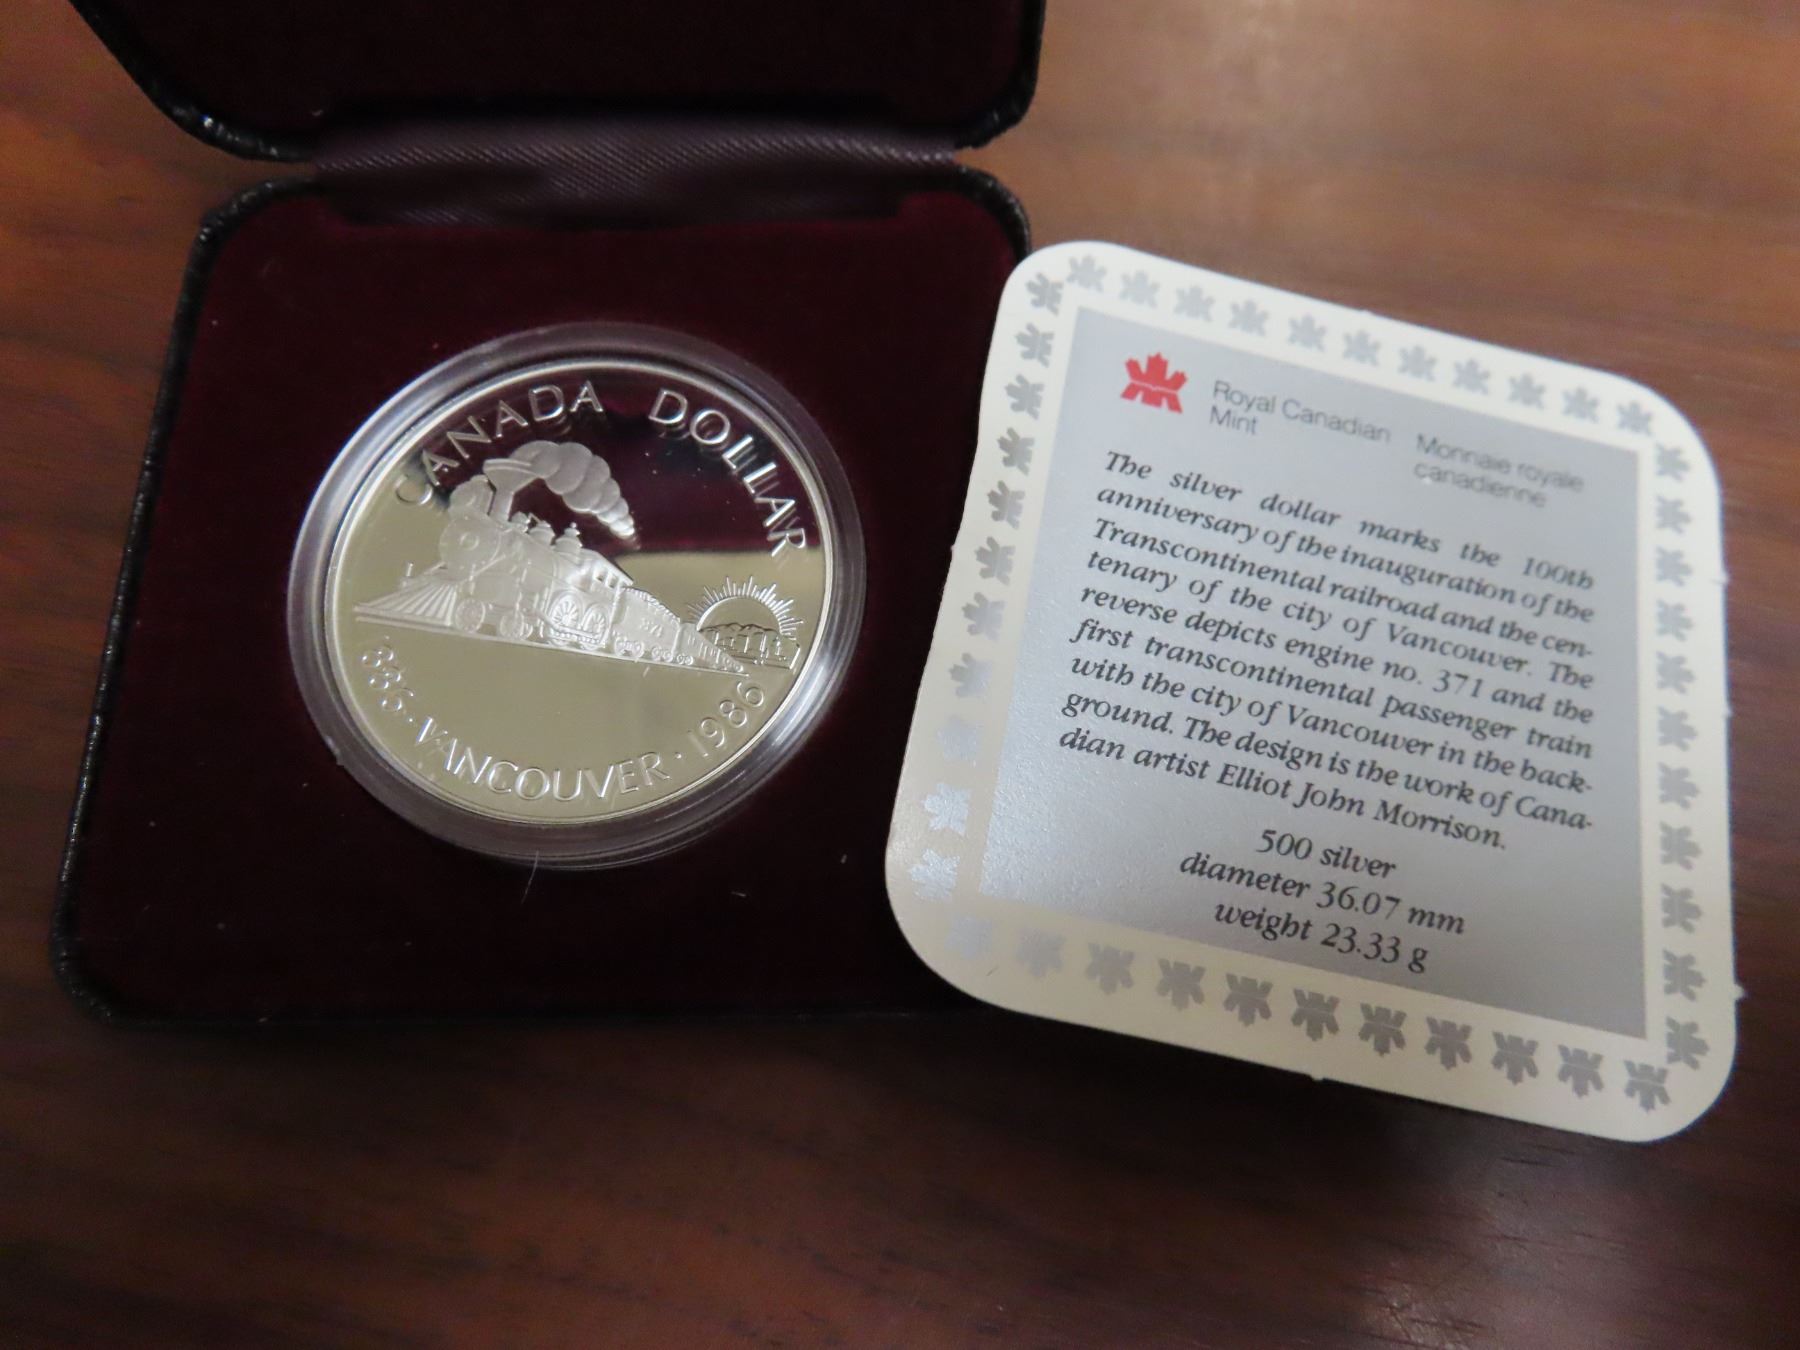 CANADA DOLLAR
886 · VANCOUVER · 1986
Royal Canadian Mint
Monnaie royale canadienne
The silver dollar marks the 100th
anniversary of the inauguration of the
Transcontinental railroad and the cen-
tenary of the city of Vancouver. The
reverse depicts engine no. 371 and the
first transcontinental passenger train
with the city of Vancouver in the back-
ground. The design is the work of Cana-
dian artist Elliot John Morrison.
500 silver
diameter 36.07 mm
weight 23.33 g